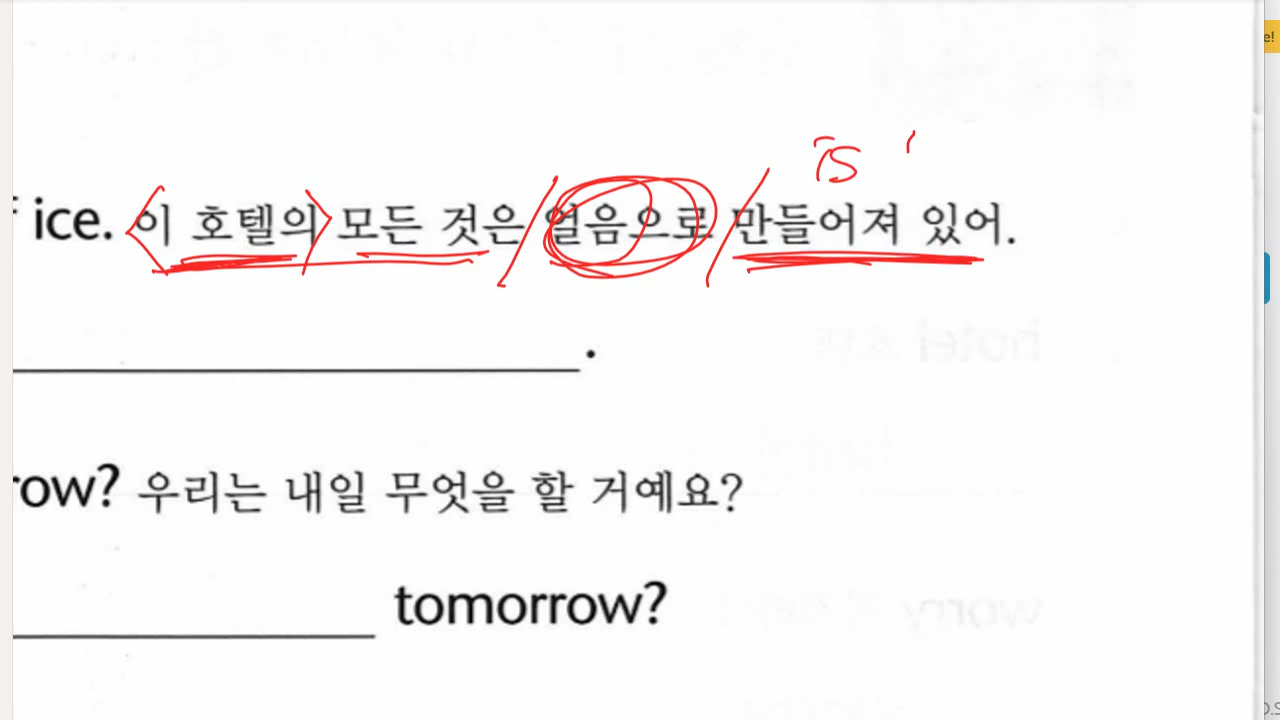 is
ice. 이 호텔의 모든 것은 얼음으로 만들어져 있어.
.
row? 우리는 내일 무엇을 할 거예요?
tomorrow?